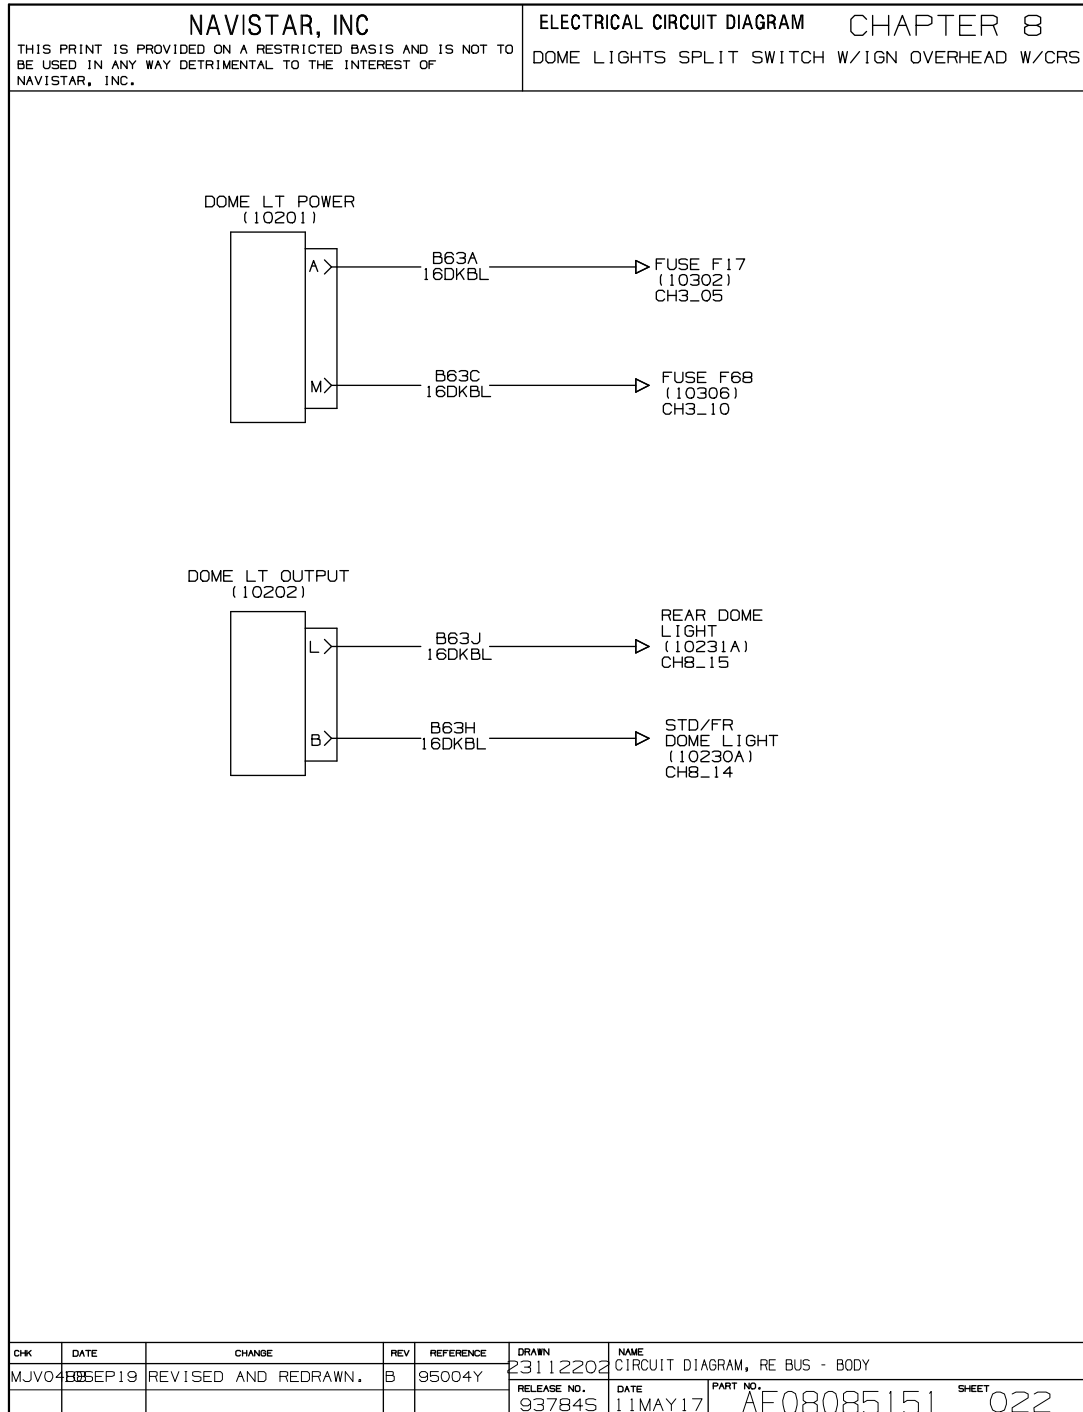 NAVISTAR, INC
THIS PRINT IS PROVIDED ON A RESTRICTED BASIS AND IS NOT TO
BE USED IN ANY WAY DETRIMENTAL TO THE INTEREST OF
NAVISTAR, INC.
ELECTRICAL CIRCUIT DIAGRAM CHAPTER 8
DOME LIGHTS SPLIT SWITCH W/IGN OVERHEAD W/CRS
DOME LT POWER
(10201)
A
B63A
16DKBL
FUSE F17
(10302)
CH3_05
M
B63C
16DKBL
FUSE F68
(10306)
CH3_10
DOME LT OUTPUT
(10202)
L
B63J
16DKBL
REAR DOME
LIGHT
(10231A)
CH8_15
B
B63H
16DKBL
STD/FR
DOME LIGHT
(10230A)
CH8_14
CHK DATE CHANGE REV REFERENCE
REVISED AND REDRAWN. B 95004Y
DRAWN
23112202
NAME
CIRCUIT DIAGRAM, RE BUS - BODY
RELEASE NO.
93784S
DATE
11MAY17
PART NO.
AE08085151
SHEET
022